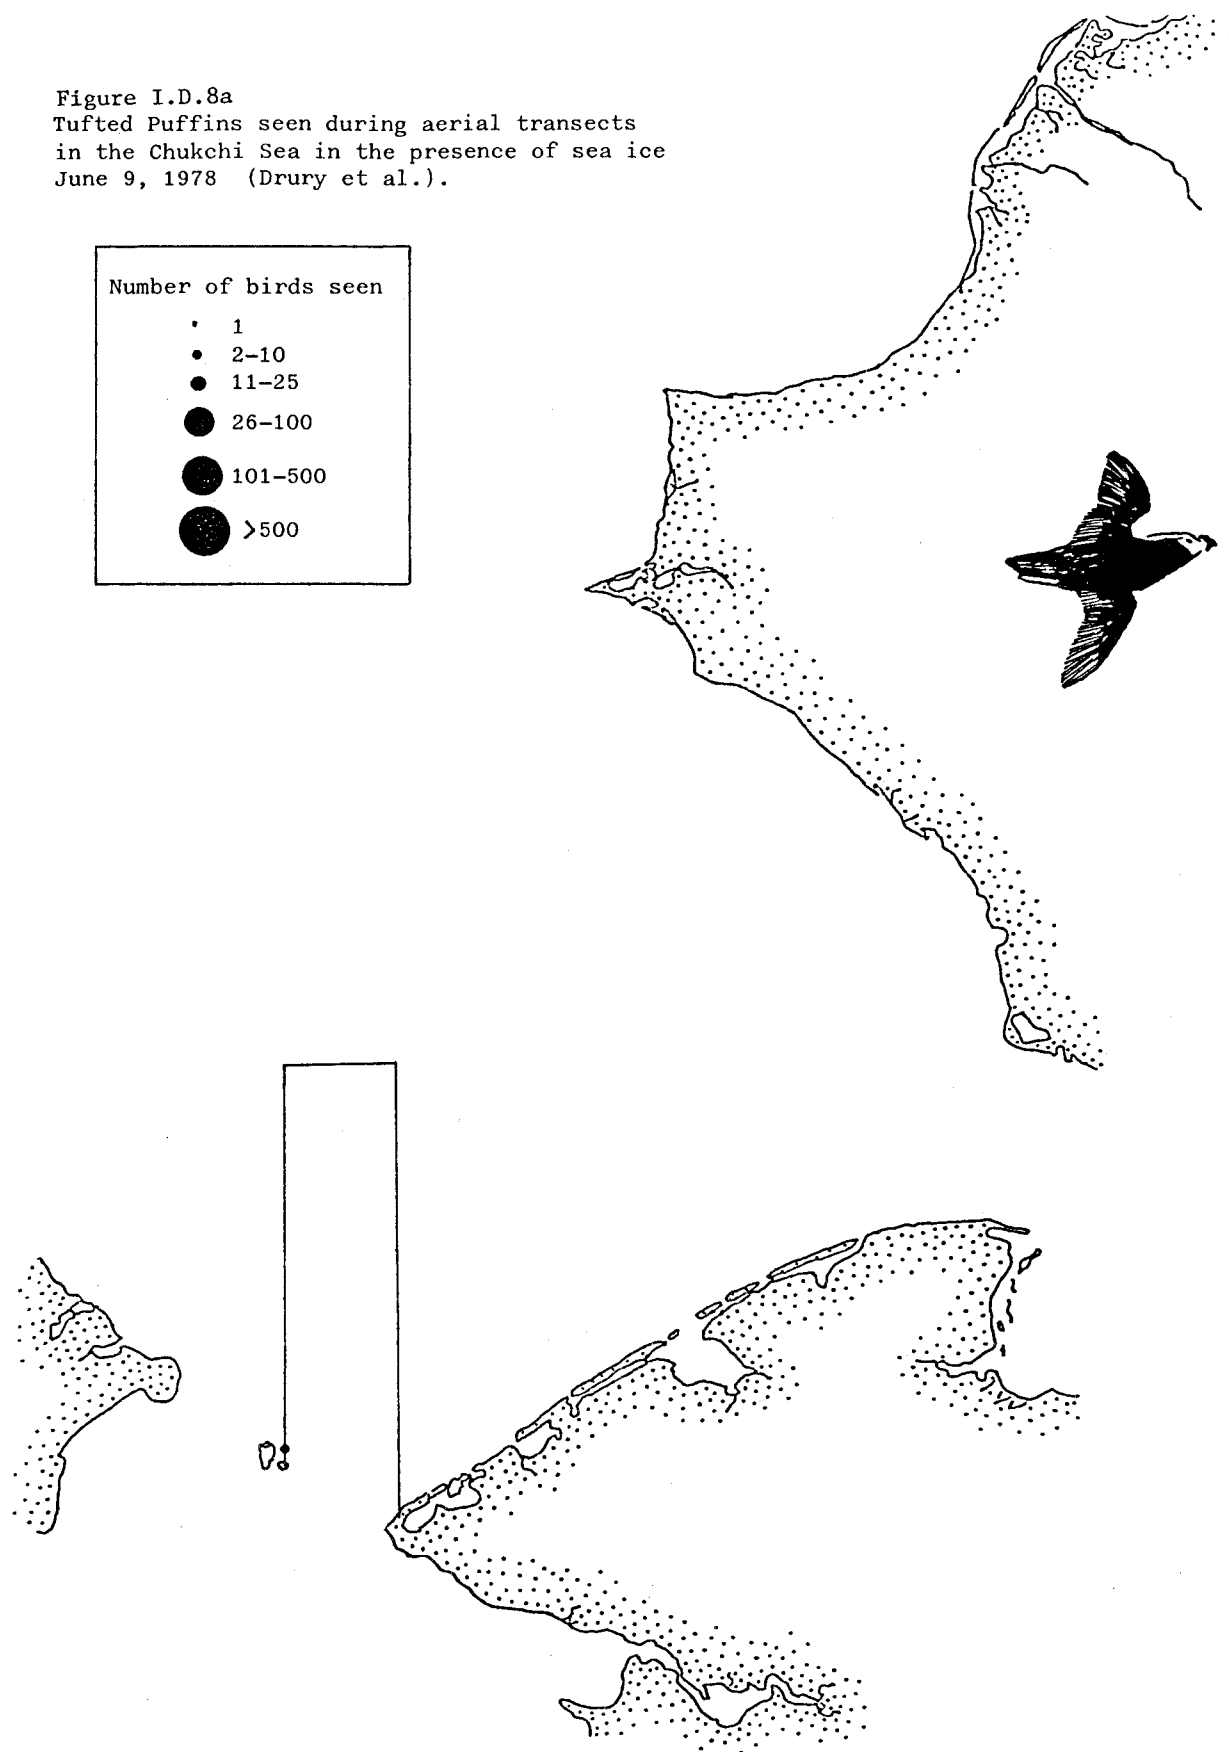 Figure I.D.8a
Tufted Puffins seen during aerial transects
in the Chukchi Sea in the presence of sea ice
June 9, 1978 (Drury et al.).
Number of birds seen
1
2-10
11-25
26-100
101-500
>500